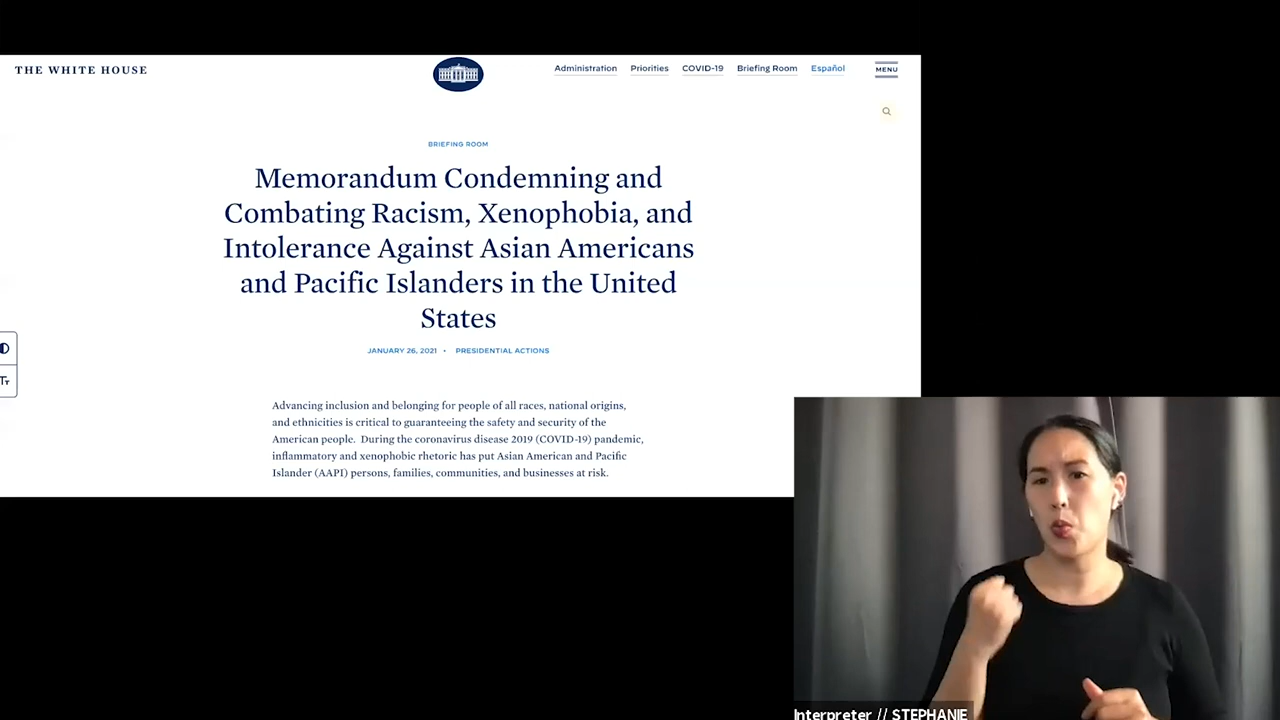 THE WHITE HOUSE
Administration Priorities COVID-19 Briefing Room Español MENU
BRIEFING ROOM
Memorandum Condemning and
Combating Racism, Xenophobia, and
Intolerance Against Asian Americans
and Pacific Islanders in the United
States
JANUARY 26, 2021 • PRESIDENTIAL ACTIONS
Tт
Advancing inclusion and belonging for people of all races, national origins,
and ethnicities is critical to guaranteeing the safety and security of the
American people. During the coronavirus disease 2019 (COVID-19) pandemic,
inflammatory and xenophobic rhetoric has put Asian American and Pacific
Islander (AAPI) persons, families, communities, and businesses at risk.
Interpreter // STEPHANIE